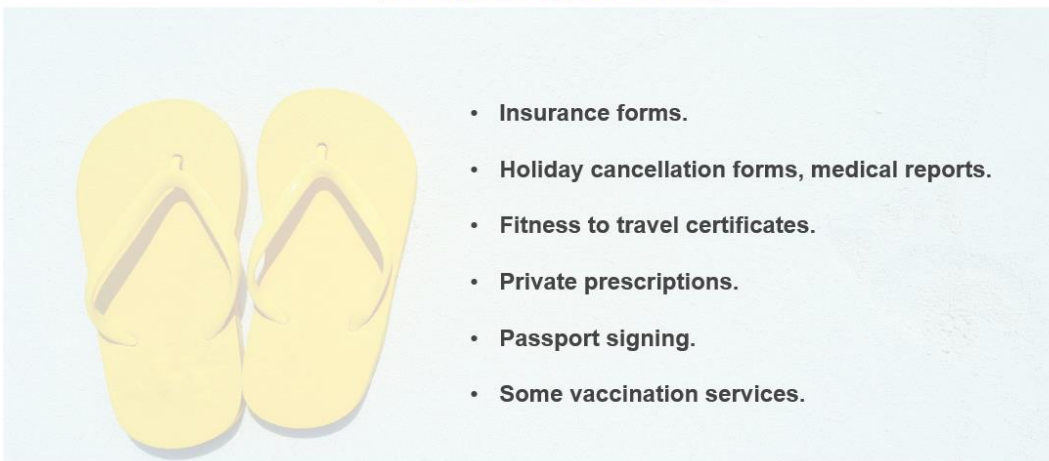 • Insurance forms.
• Holiday cancellation forms, medical reports.
• Fitness to travel certificates.
• Private prescriptions.
• Passport signing.
• Some vaccination services.